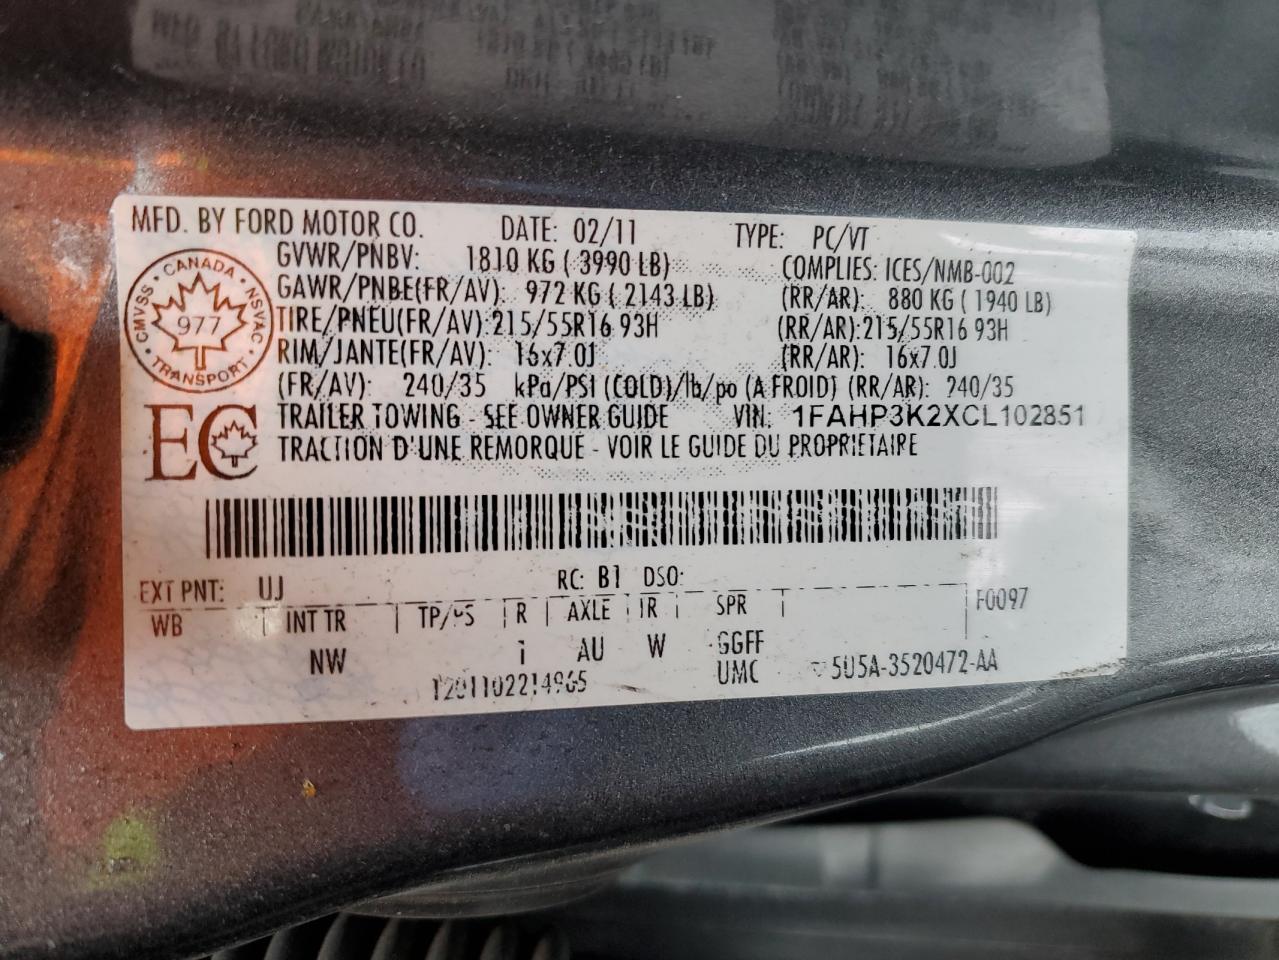 MFD. BY FORD MOTOR CO. DATE: 02/11 TYPE: PC/VT
GVWR/PNBV: 1810 KG ( 3990 LB) COMPLIES: ICES/NMB-002
GAWR/PNBE(FR/AV): 972 KG ( 2143 LB) (RR/AR): 880 KG ( 1940 LB)
TIRE/PNEU(FR/AV): 215/55R16 93H (RR/AR): 215/55R16 93H
RIM/JANTE(FR/AV): 16x7.0J (RR/AR): 16x7.0J
(FR/AV): 240/35 kPa/PSI (COLD)/lb/po (A FROID) (RR/AR): 240/35
TRAILER TOWING - SEE OWNER GUIDE VIN: 1FAHP3K2XCL102851
TRACTION D'UNE REMORQUE - VOIR LE GUIDE DU PROPRIETAIRE
CANADA
CMVSS NSVAC
977
TRANSPORT
EC
EXT PNT: UJ RC: B1 DSO:
WB INT TR TP/PS R AXLE IR SPR F0097
NW 1 AU W GGFF
UMC 5U5A-3520472-AA